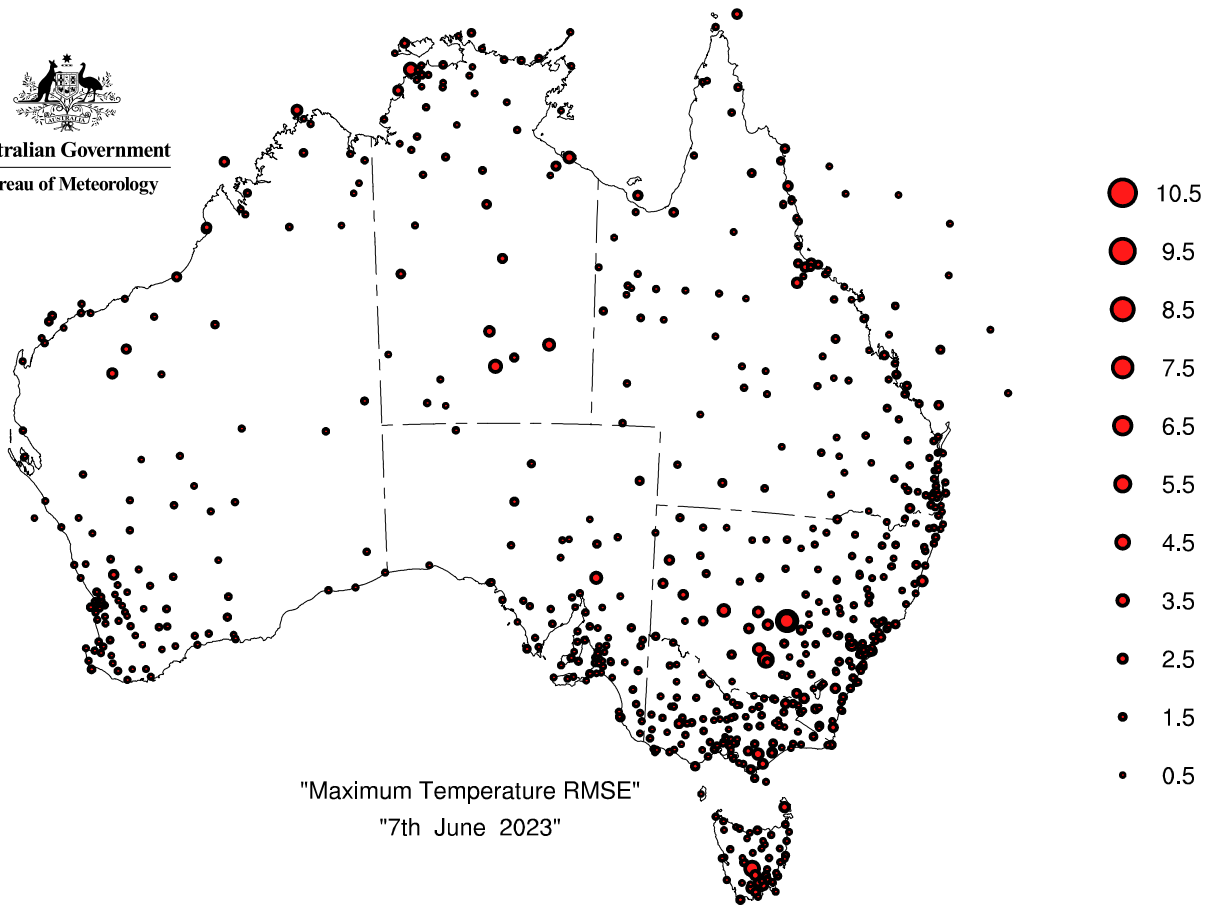 AUSTRALIA
tralian Government
reau of Meteorology
10.5
9.5
8.5
7.5
6.5
5.5
4.5
3.5
2.5
1.5
0.5
"Maximum Temperature RMSE"
"7th June 2023"